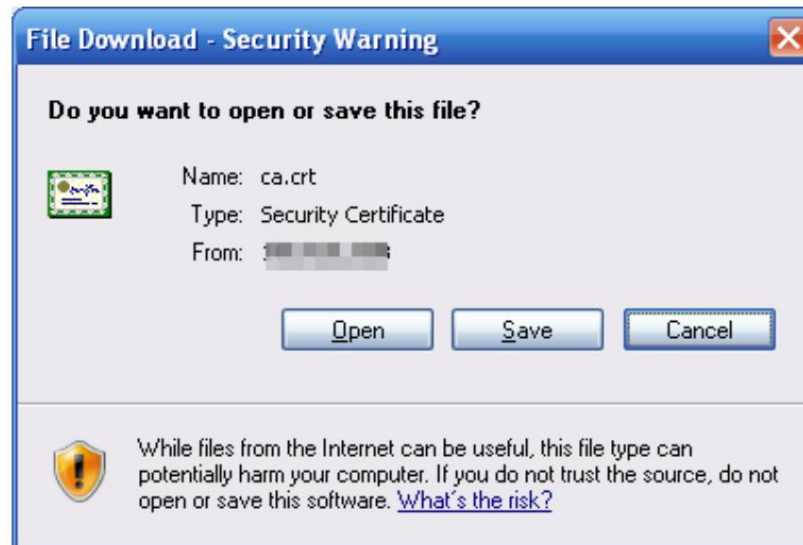 File Download - Security Warning
Do you want to open or save this file?
Name: ca.crt
Type: Security Certificate
From:
Open Save Cancel
While files from the Internet can be useful, this file type can
potentially harm your computer. If you do not trust the source, do not
open or save this software. What's the risk?